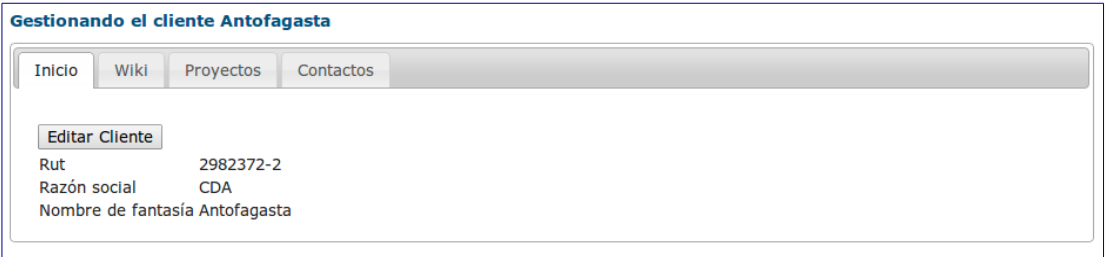 Gestionando el cliente Antofagasta
Inicio Wiki Proyectos Contactos
Editar Cliente
Rut 2982372-2
Razón social CDA
Nombre de fantasía Antofagasta